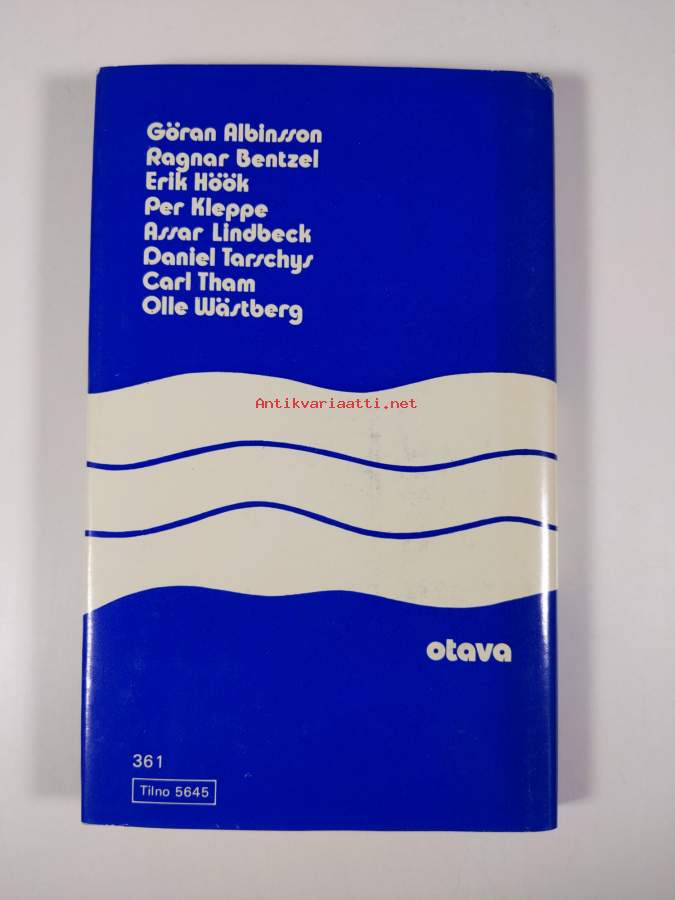 Göran Albinsson
Ragnar Bentzel
Erik Höök
Per Kleppe
Assar Lindbeck
Daniel Tarschys
Carl Tham
Olle Wästberg
Antikvariaatti.net
otava
361
Tilno 5645